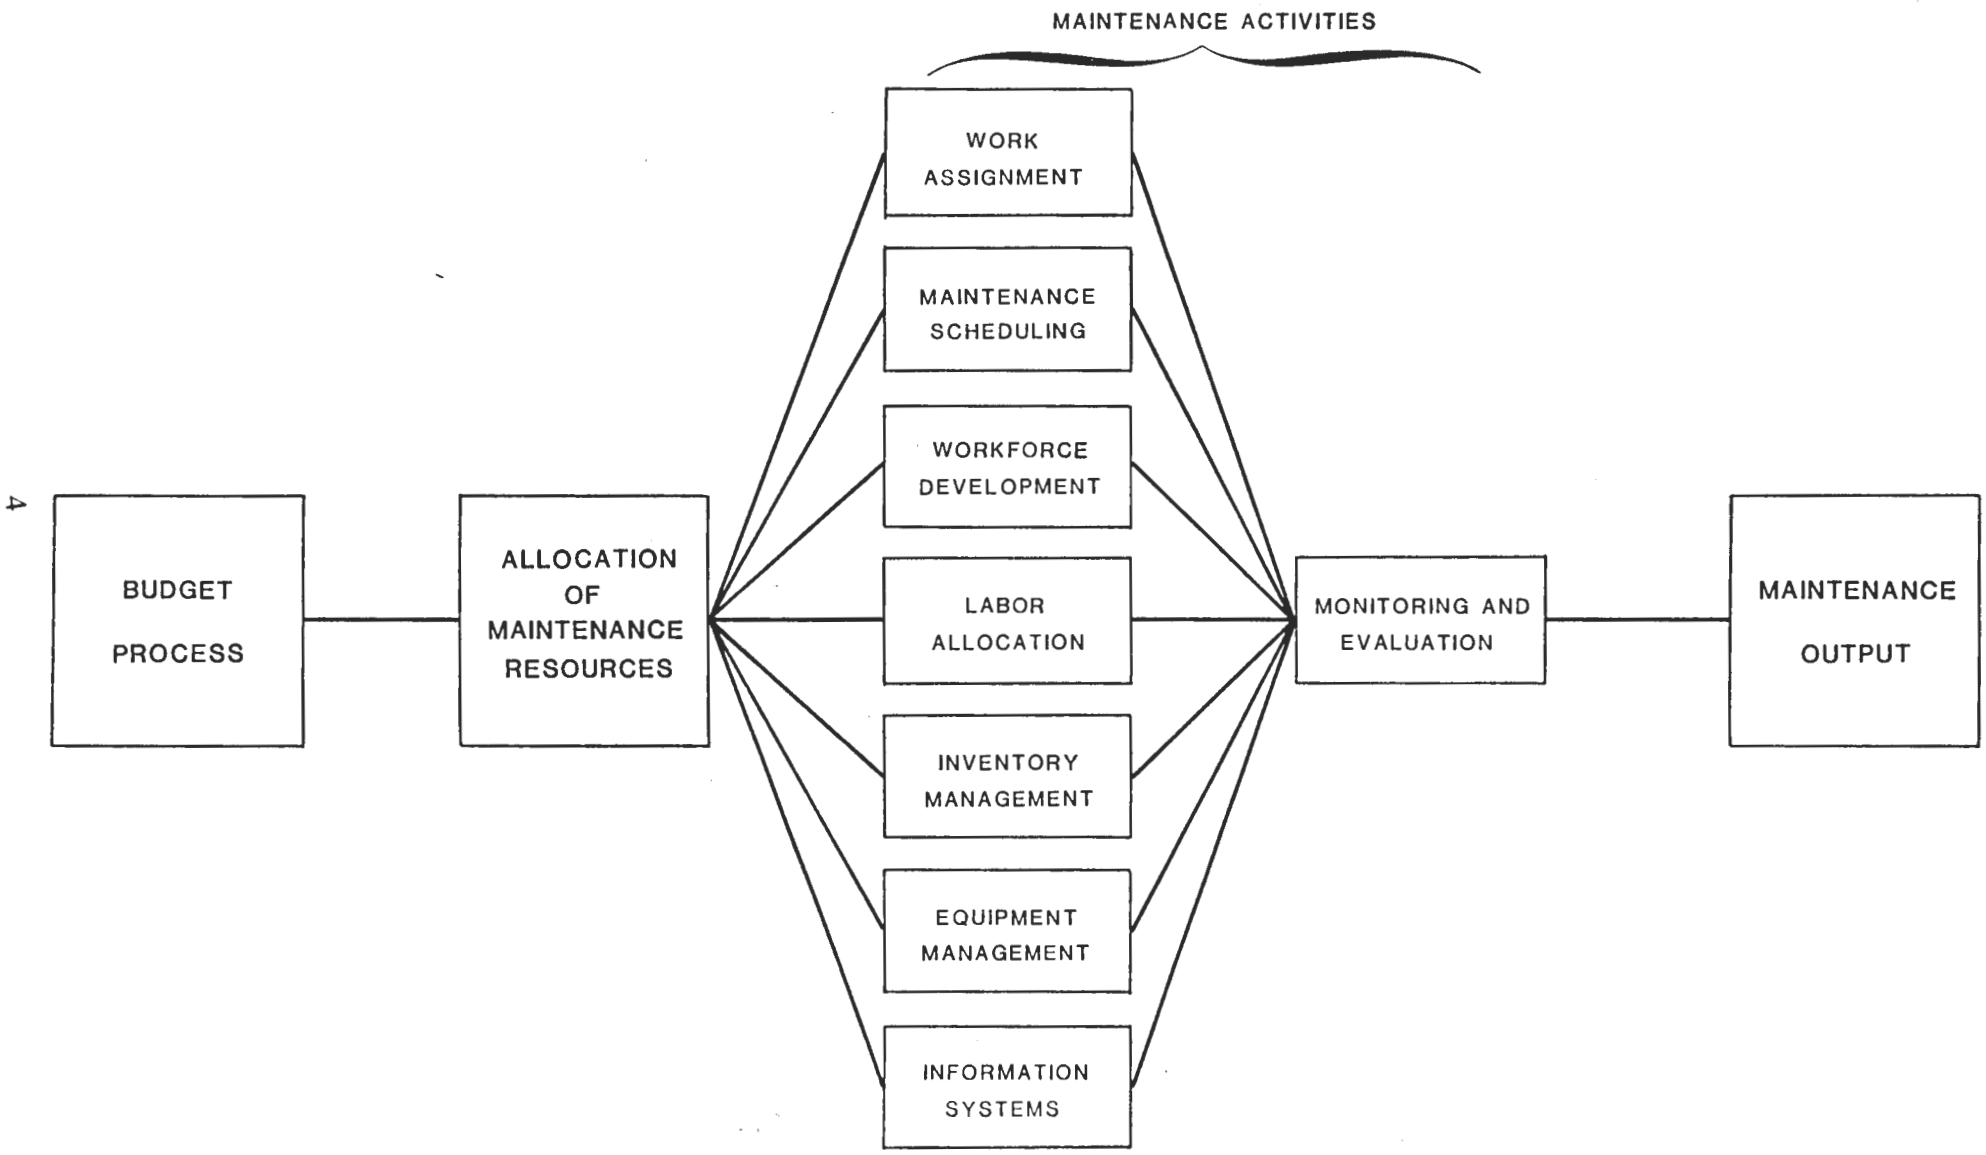 MAINTENANCE ACTIVITIES
WORK
ASSIGNMENT
MAINTENANCE
SCHEDULING
WORKFORCE
DEVELOPMENT
4
BUDGET
PROCESS
ALLOCATION
OF
MAINTENANCE
RESOURCES
LABOR
ALLOCATION
MONITORING AND
EVALUATION
MAINTENANCE
OUTPUT
INVENTORY
MANAGEMENT
EQUIPMENT
MANAGEMENT
INFORMATION
SYSTEMS